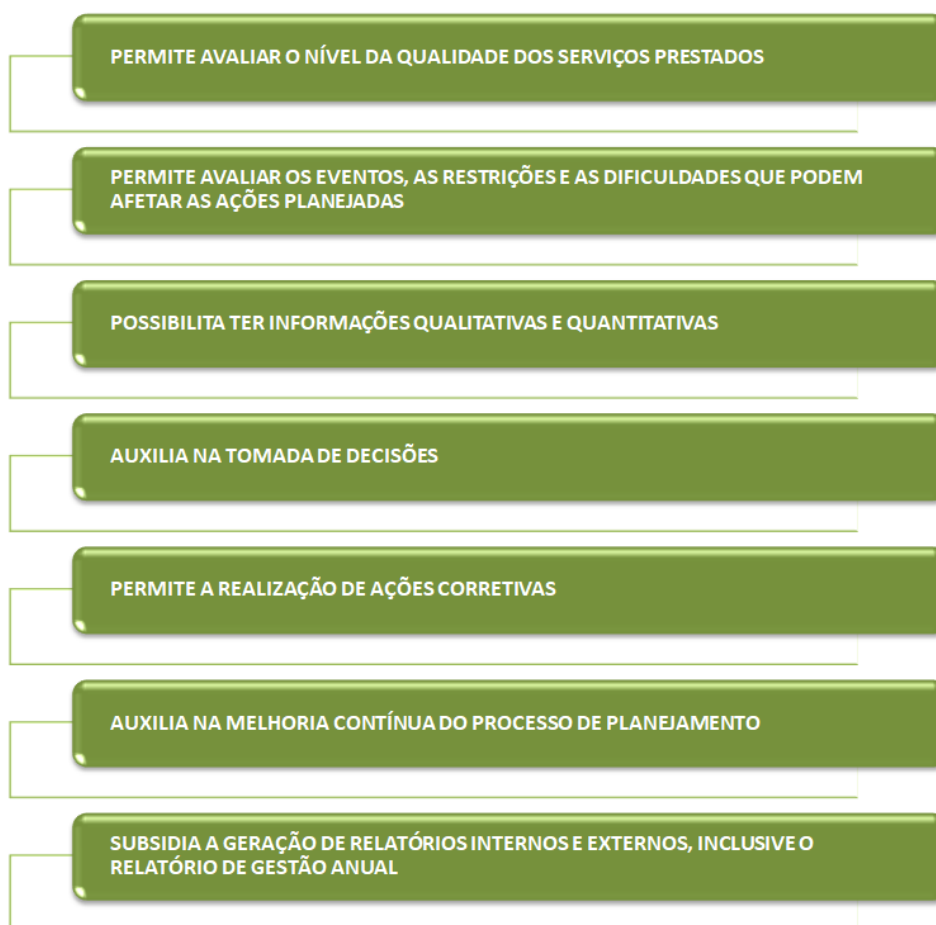 PERMITE AVALIAR O NÍVEL DA QUALIDADE DOS SERVIÇOS PRESTADOS
PERMITE AVALIAR OS EVENTOS, AS RESTRIÇÕES E AS DIFICULDADES QUE PODEM
AFETAR AS AÇÕES PLANEJADAS
POSSIBILITA TER INFORMAÇÕES QUALITATIVAS E QUANTITATIVAS
AUXILIA NA TOMADA DE DECISÕES
PERMITE A REALIZAÇÃO DE AÇÕES CORRETIVAS
AUXILIA NA MELHORIA CONTÍNUA DO PROCESSO DE PLANEJAMENTO
SUBSIDIA A GERAÇÃO DE RELATÓRIOS INTERNOS E EXTERNOS, INCLUSIVE O
RELATÓRIO DE GESTÃO ANUAL